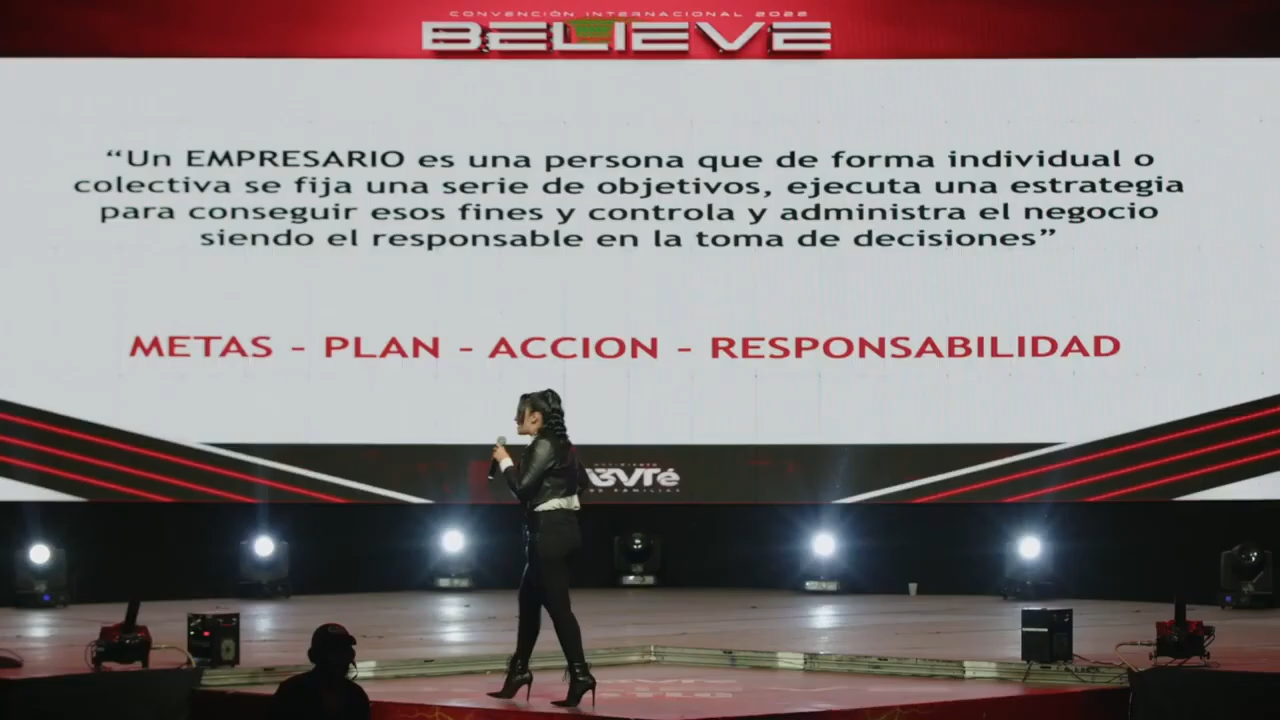 CONVENCIÓN INTERNACIONAL 2022
BELIEVE
“Un EMPRESARIO es una persona que de forma individual o
colectiva se fija una serie de objetivos, ejecuta una estrategia
para conseguir esos fines y controla y administra el negocio
siendo el responsable en la toma de decisiones”
METAS - PLAN - ACCION - RESPONSABILIDAD